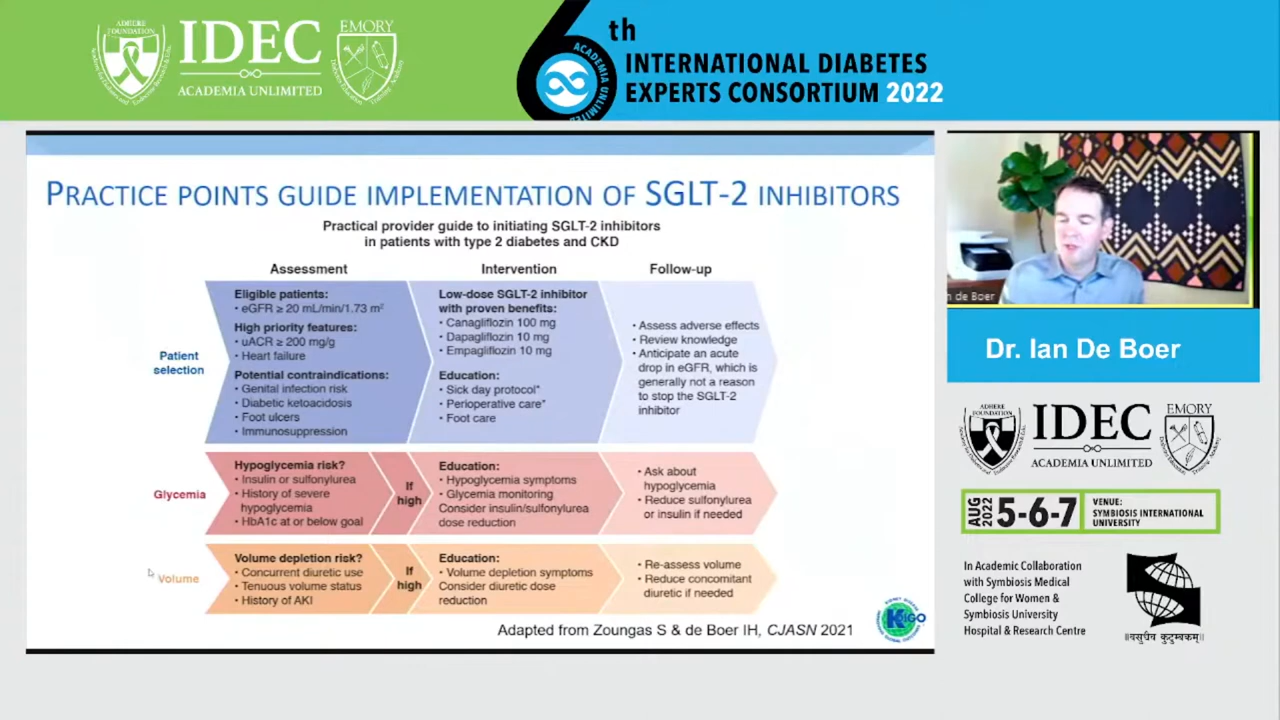 ADHERE
FOUNDATION
IDEC
ACADEMIA UNLIMITED
EMORY
6th
ACADEMIA UNLIMITED
INTERNATIONAL DIABETES
EXPERTS CONSORTIUM 2022
PRACTICE POINTS GUIDE IMPLEMENTATION OF SGLT-2 INHIBITORS
Practical provider guide to initiating SGLT-2 inhibitors
in patients with type 2 diabetes and CKD
Assessment
Intervention
Follow-up
Patient
selection
Eligible patients:
• eGFR ≥ 20 mL/min/1.73 m²
High priority features:
• uACR ≥ 200 mg/g
• Heart failure
Potential contraindications:
• Genital infection risk
• Diabetic ketoacidosis
• Foot ulcers
• Immunosuppression
Low-dose SGLT-2 inhibitor
with proven benefits:
• Canagliflozin 100 mg
• Dapagliflozin 10 mg
• Empagliflozin 10 mg
Education:
• Sick day protocol*
• Perioperative care*
• Foot care
• Assess adverse effects
• Review knowledge
• Anticipate an acute
drop in eGFR, which is
generally not a reason
to stop the SGLT-2
inhibitor
Glycemia
Hypoglycemia risk?
• Insulin or sulfonylurea
• History of severe
hypoglycemia
• HbA1c at or below goal
If
high
Education:
• Hypoglycemia symptoms
• Glycemia monitoring
Consider insulin/sulfonylurea
dose reduction
• Ask about
hypoglycemia
• Reduce sulfonylurea
or insulin if needed
Volume
Volume depletion risk?
• Concurrent diuretic use
• Tenuous volume status
• History of AKI
If
high
Education:
• Volume depletion symptoms
Consider diuretic dose
reduction
• Re-assess volume
• Reduce concomitant
diuretic if needed
Adapted from Zoungas S & de Boer IH, CJASN 2021
KDIGO
n de Boer
Dr. Ian De Boer
ADHERE
FOUNDATION
IDEC
ACADEMIA UNLIMITED
EMORY
AUG
2022
5-6-7
VENUE:
SYMBIOSIS INTERNATIONAL
UNIVERSITY
In Academic Collaboration
with Symbiosis Medical
College for Women &
Symbiosis University
Hospital & Research Centre
॥वसुधैव कुटुम्बकम्॥